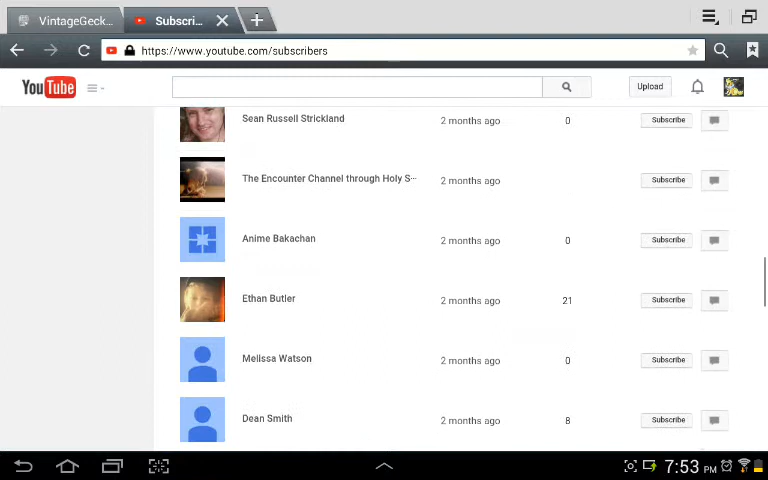 VintageGeck...
Subscri...
https://www.youtube.com/subscribers
YouTube
Upload
Sean Russell Strickland 2 months ago 0 Subscribe
The Encounter Channel through Holy S... 2 months ago Subscribe
Anime Bakachan 2 months ago 0 Subscribe
Ethan Butler 2 months ago 21 Subscribe
Melissa Watson 2 months ago 0 Subscribe
Dean Smith 2 months ago 8 Subscribe
7:53 PM